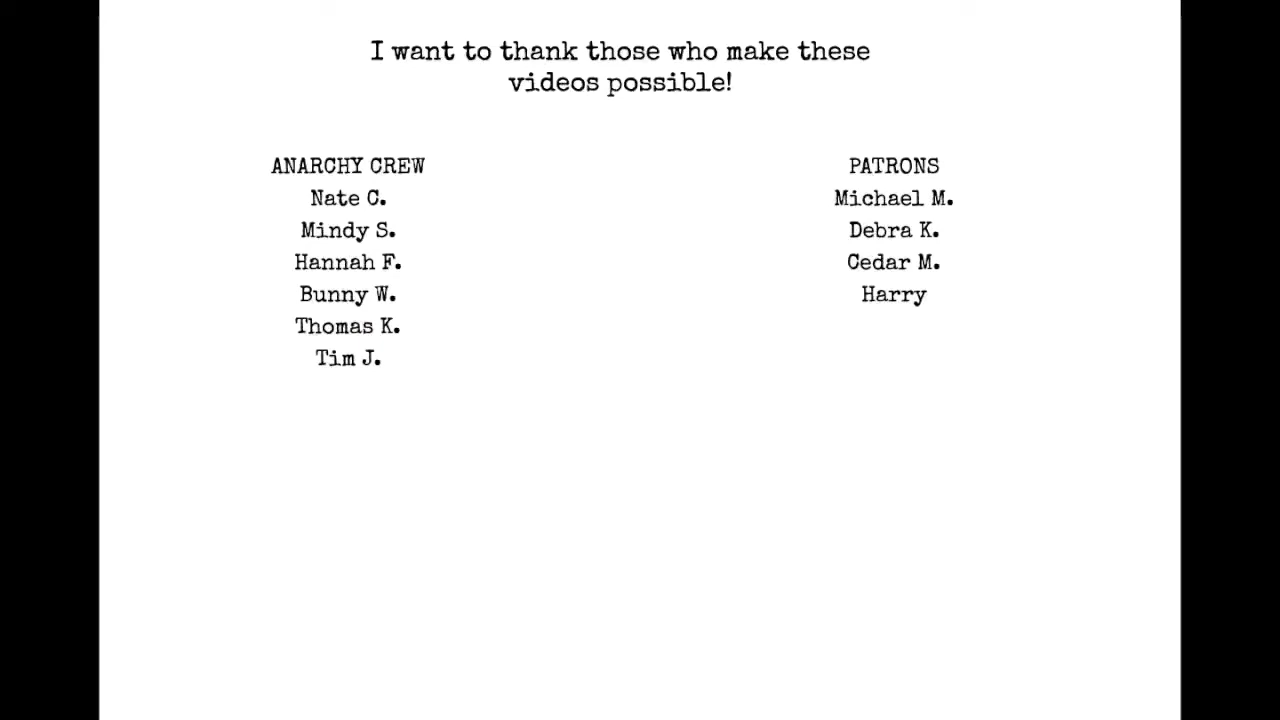 I want to thank those who make these
videos possible!
ANARCHY CREW
Nate C.
Mindy S.
Hannah F.
Bunny W.
Thomas K.
Tim J.
PATRONS
Michael M.
Debra K.
Cedar M.
Harry